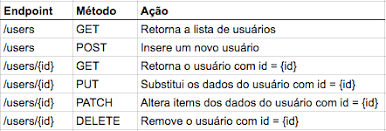 Endpoint Método Ação
/users GET Retorna a lista de usuários
/users POST Insere um novo usuário
/users/{id} GET Retorna o usuário com id = {id}
/users/{id} PUT Substitui os dados do usuário com id = {id}
/users/{id} PATCH Altera items dos dados do usuário com id = {id}
/users/{id} DELETE Remove o usuário com id = {id}